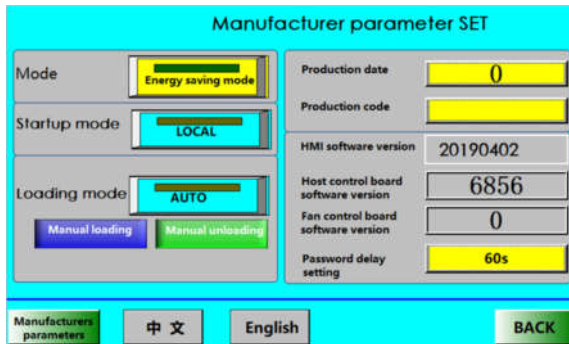 Manufacturer parameter SET
Mode
Energy saving mode
Startup mode
LOCAL
Loading mode
AUTO
Manual loading
Manual unloading
Production date
0
Production code
HMI software version
20190402
Host control board
software version
6856
Fan control board
software version
0
Password delay
setting
60s
Manufacturers
parameters
中 文
English
BACK